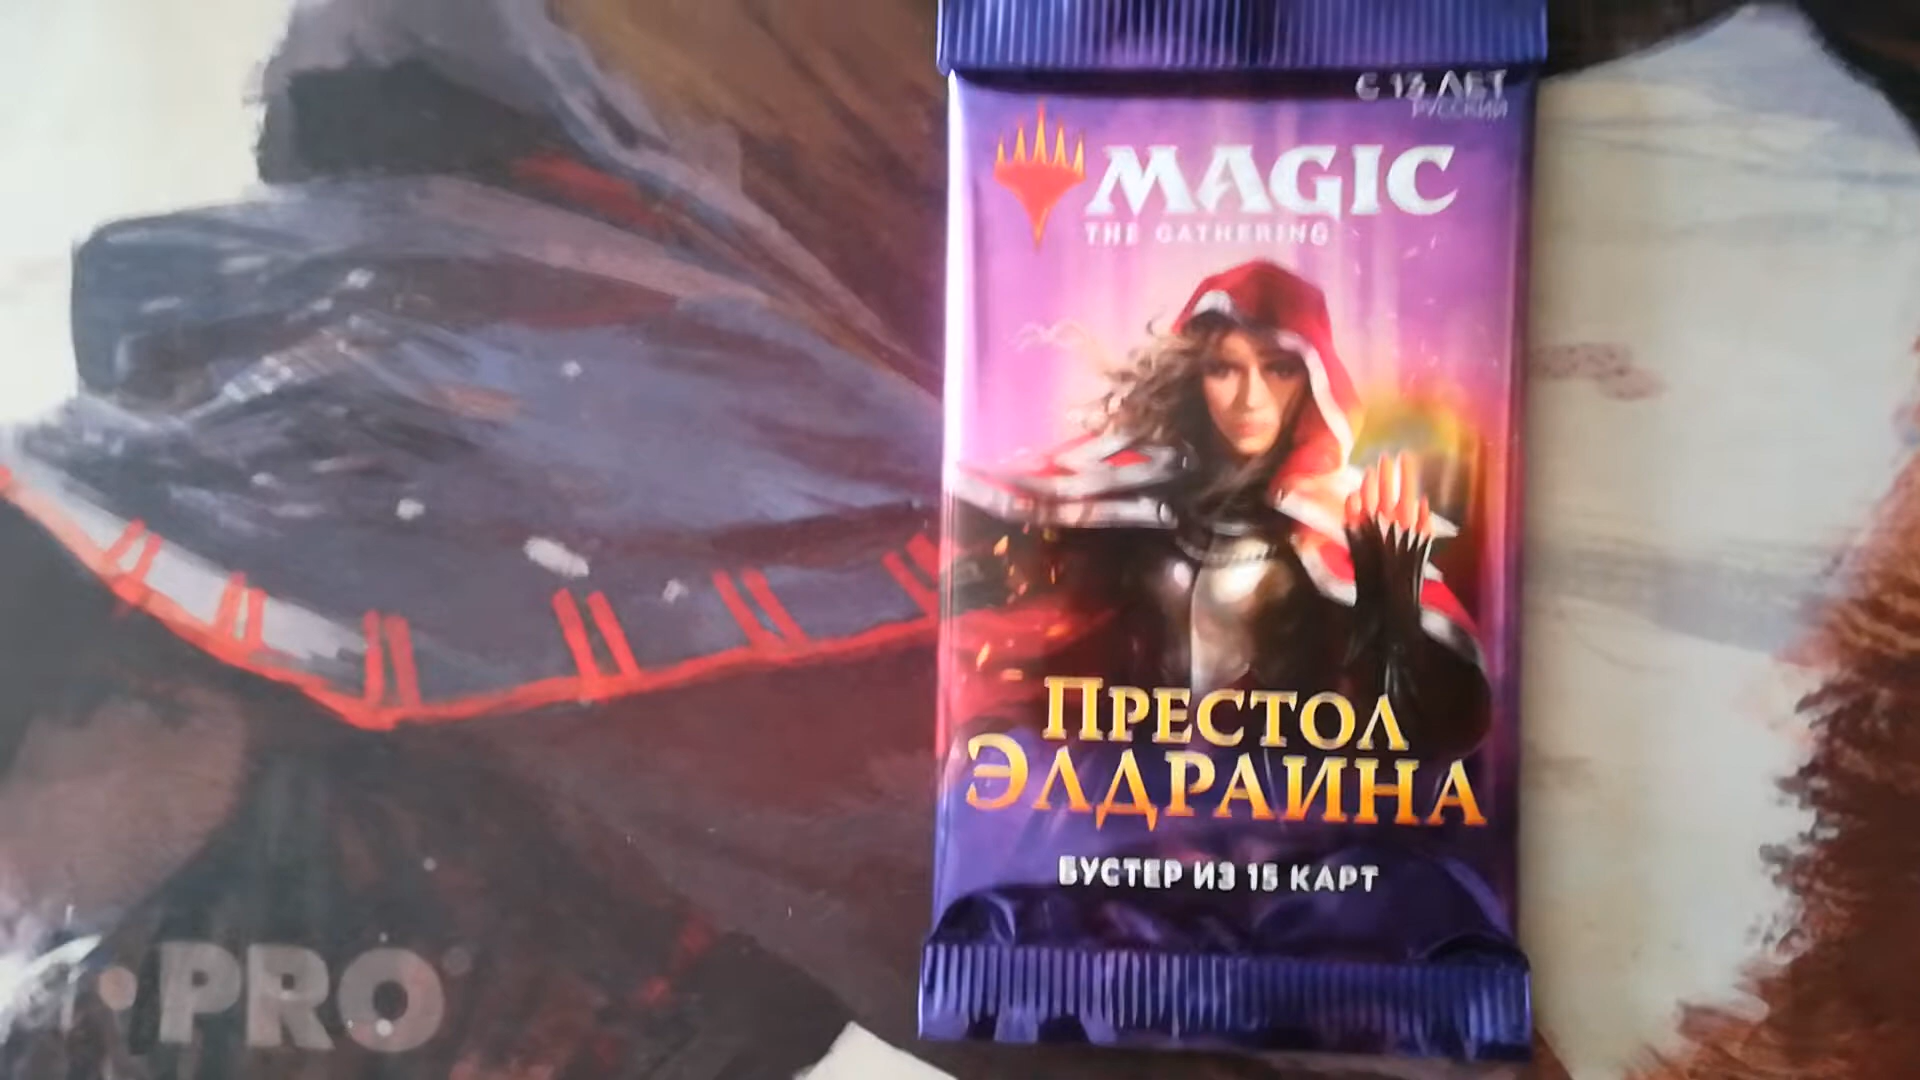 С 13 ЛЕТ
РУССКИЙ
MAGIC
THE GATHERING
ПРЕСТОЛ
ЭЛДРАИНА
БУСТЕР ИЗ 15 КАРТ
PRO